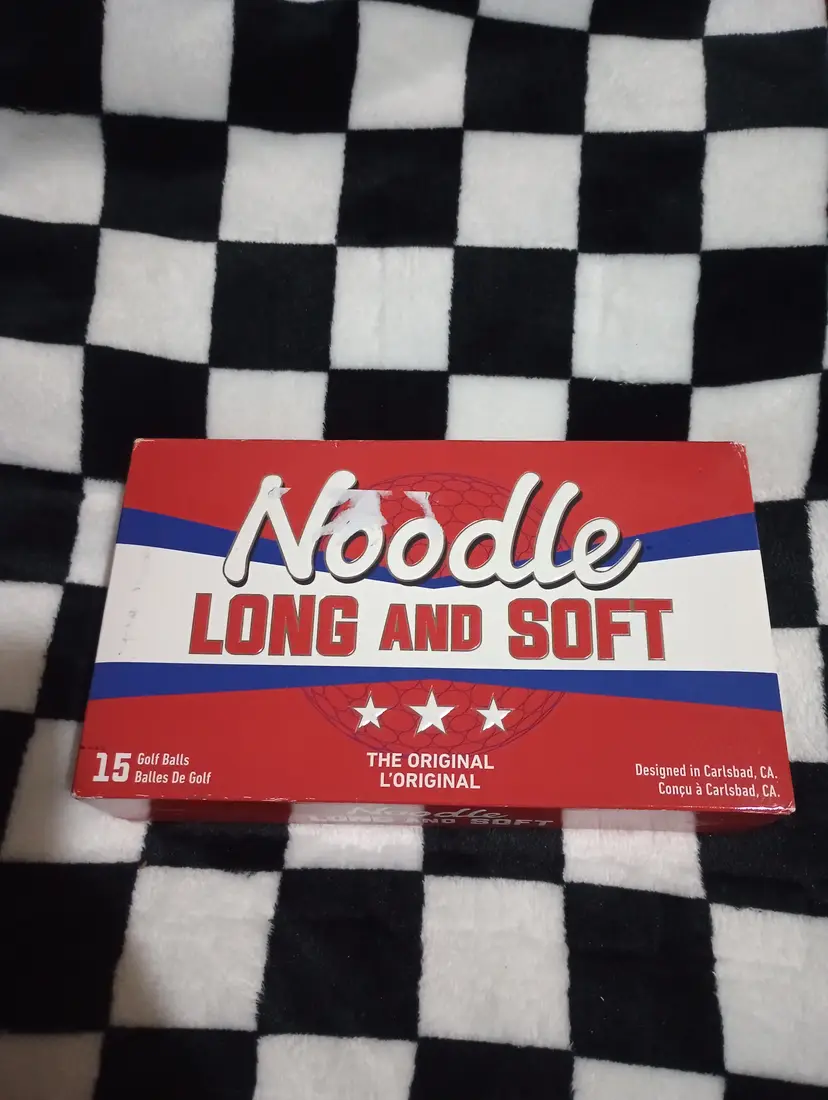 Noodle
LONG AND SOFT
THE ORIGINAL
L'ORIGINAL
15 Golf Balls
Balles De Golf
Designed in Carlsbad, CA.
Conçu à Carlsbad, CA.
Noodle
LONG AND SOFT